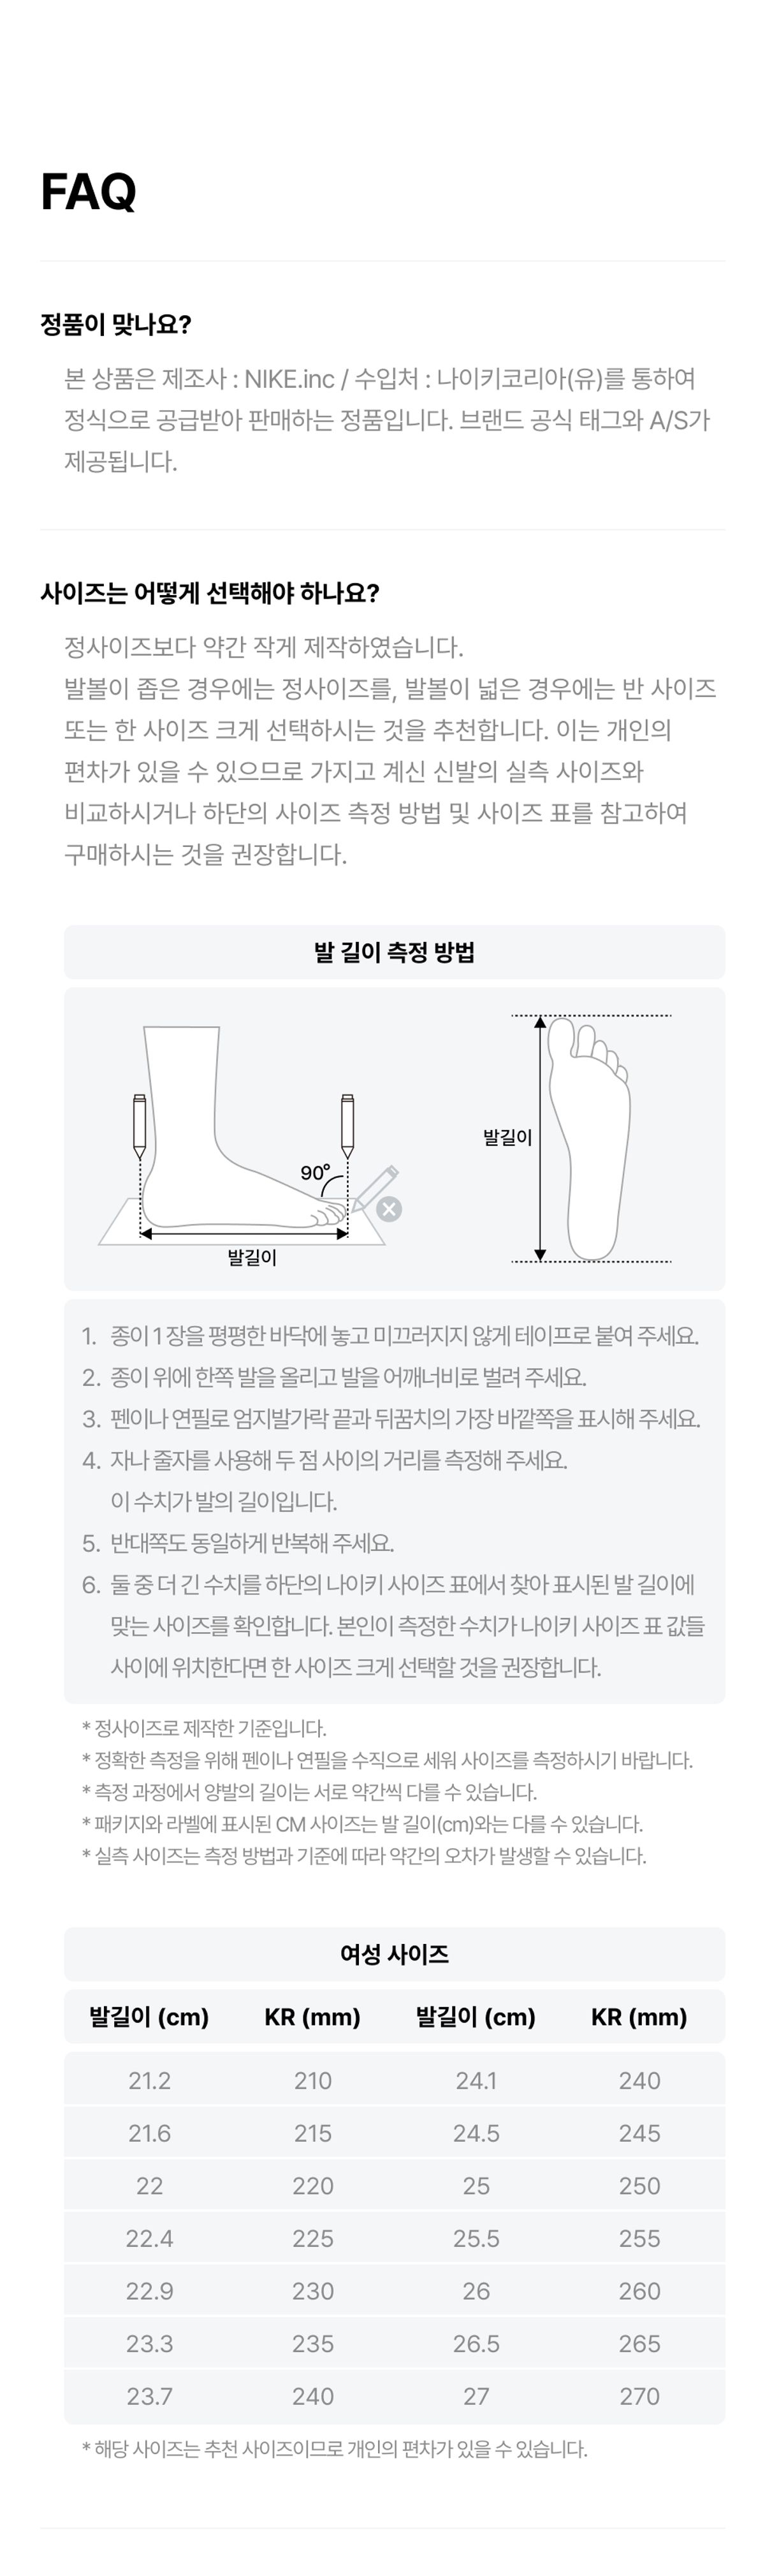 FAQ
정품이 맞나요?
본 상품은 제조사 : NIKE.inc / 수입처 : 나이키코리아(유)를 통하여
정식으로 공급받아 판매하는 정품입니다. 브랜드 공식 태그와 A/S가
제공됩니다.
사이즈는 어떻게 선택해야 하나요?
정사이즈보다 약간 작게 제작하였습니다.
발볼이 좁은 경우에는 정사이즈를, 발볼이 넓은 경우에는 반 사이즈
또는 한 사이즈 크게 선택하시는 것을 추천합니다. 이는 개인의
편차가 있을 수 있으므로 가지고 계신 신발의 실측 사이즈와
비교하시거나 하단의 사이즈 측정 방법 및 사이즈 표를 참고하여
구매하시는 것을 권장합니다.
발 길이 측정 방법
90°
발길이
발길이
1. 종이 1 장을 평평한 바닥에 놓고 미끄러지지 않게 테이프로 붙여 주세요.
2. 종이 위에 한쪽 발을 올리고 발을 어깨너비로 벌려 주세요.
3. 펜이나 연필로 엄지발가락 끝과 뒤꿈치의 가장 바깥쪽을 표시해 주세요.
4. 자나 줄자를 사용해 두 점 사이의 거리를 측정해 주세요.
이 수치가 발의 길이입니다.
5. 반대쪽도 동일하게 반복해 주세요.
6. 둘 중 더 긴 수치를 하단의 나이키 사이즈 표에서 찾아 표시된 발 길이에
맞는 사이즈를 확인합니다. 본인이 측정한 수치가 나이키 사이즈 표 값들
사이에 위치한다면 한 사이즈 크게 선택할 것을 권장합니다.
* 정사이즈로 제작한 기준입니다.
* 정확한 측정을 위해 펜이나 연필을 수직으로 세워 사이즈를 측정하시기 바랍니다.
* 측정 과정에서 양발의 길이는 서로 약간씩 다를 수 있습니다.
* 패키지와 라벨에 표시된 CM 사이즈는 발 길이(cm)와는 다를 수 있습니다.
* 실측 사이즈는 측정 방법과 기준에 따라 약간의 오차가 발생할 수 있습니다.
여성 사이즈
발길이 (cm) KR (mm) 발길이 (cm) KR (mm)
21.2 210 24.1 240
21.6 215 24.5 245
22 220 25 250
22.4 225 25.5 255
22.9 230 26 260
23.3 235 26.5 265
23.7 240 27 270
* 해당 사이즈는 추천 사이즈이므로 개인의 편차가 있을 수 있습니다.